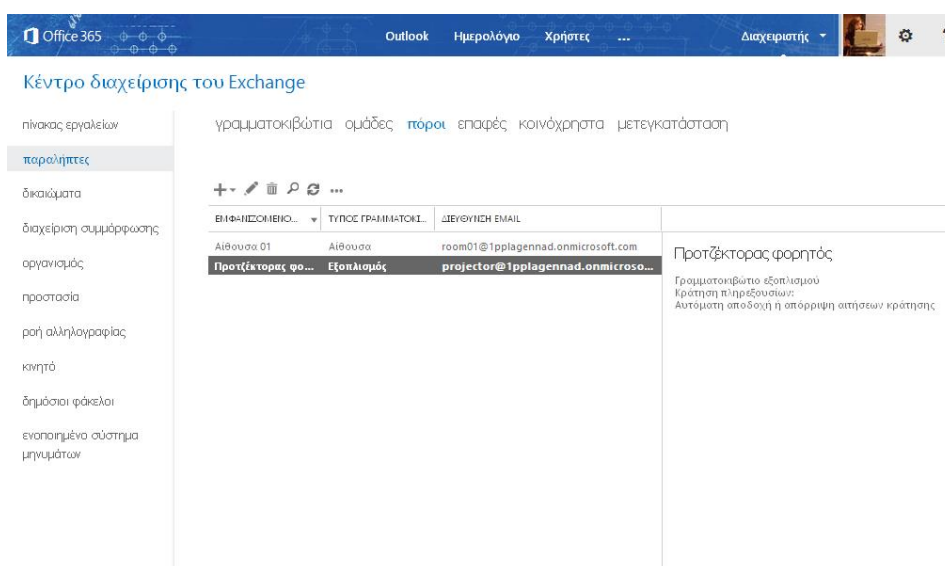 Office 365 Outlook Ημερολόγιο Χρήστες ... Διαχειριστής
Κέντρο διαχείρισης του Exchange
πίνακας εργαλείων
παραλήπτες
δικαιώματα
διαχείριση συμμόρφωσης
οργανισμός
προστασία
ροή αλληλογραφίας
κινητό
δημόσιοι φάκελοι
ενοποιημένο σύστημα
μηνυμάτων
γραμματοκιβώτια ομάδες πόροι επαφές κοινόχρηστα μετεγκατάσταση
ΕΜΦΑΝΙΖΟΜΕΝΟ... ΤΥΠΟΣ ΓΡΑΜΜΑΤΟΚΙ... ΔΙΕΥΘΥΝΣΗ EMAIL
Αίθουσα 01 Αίθουσα room01@1pplagennad.onmicrosoft.com
Προτζέκτορας φο... Εξοπλισμός projector@1pplagennad.onmicroso...
Προτζέκτορας φορητός
Γραμματοκιβώτιο εξοπλισμού
Κράτηση πληρεξουσίων:
Αυτόματη αποδοχή ή απόρριψη αιτήσεων κράτησης